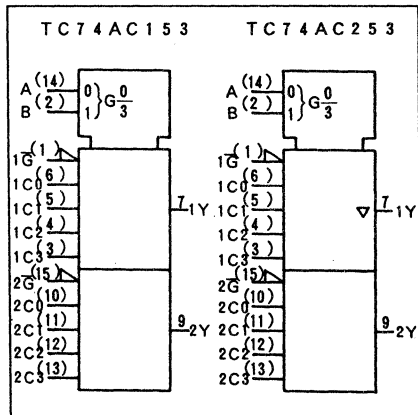 TC74AC153
A (14) 0 } G 0/3
B (2) 1
1G̅ (1)
1C0 (6)
1C1 (5)
1C2 (4)
1C3 (3)
7 1Y
2G̅ (15)
2C0 (10)
2C1 (11)
2C2 (12)
2C3 (13)
9 2Y
TC74AC253
A (14) 0 } G 0/3
B (2) 1
1G̅ (1)
1C0 (6)
1C1 (5)
1C2 (4)
1C3 (3)
▽ 7 1Y
2G̅ (15)
2C0 (10)
2C1 (11)
2C2 (12)
2C3 (13)
9 2Y